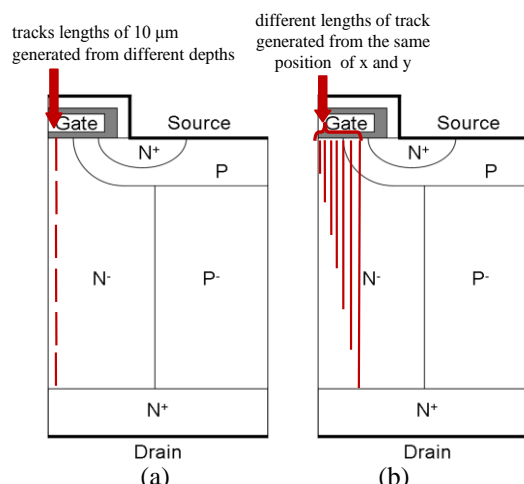 tracks lengths of 10 µm
generated from different depths
Gate
Source
N+
P
N-
P-
N+
Drain
(a)
different lengths of track
generated from the same
position of x and y
Gate
Source
N+
P
N-
P-
N+
Drain
(b)